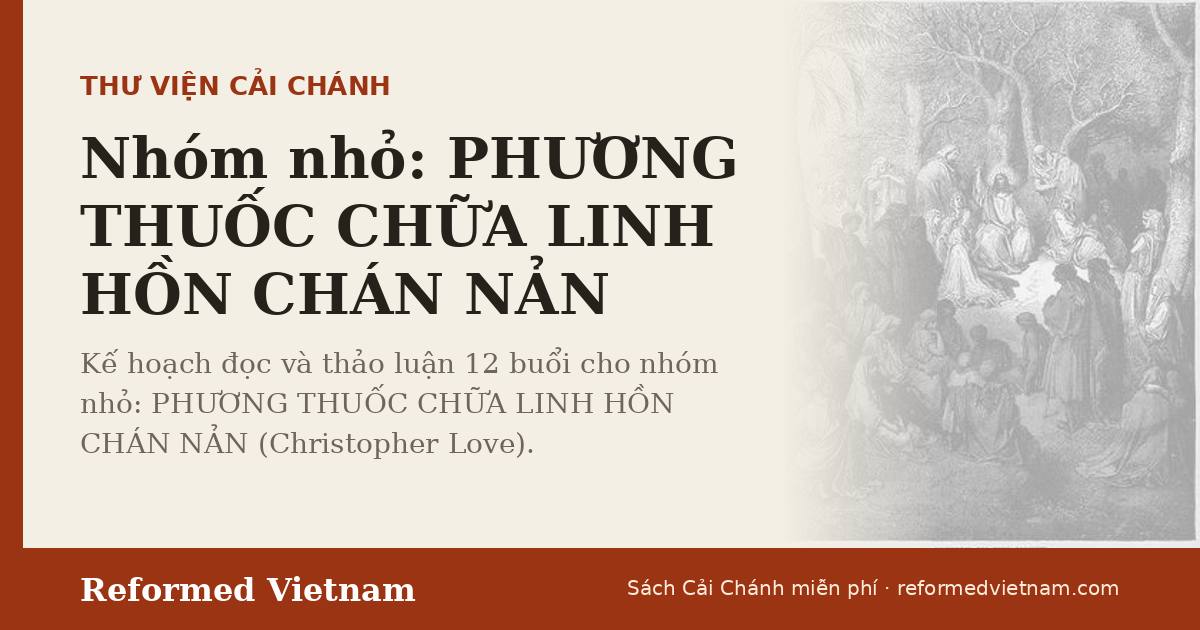 THƯ VIỆN CẢI CHÁNH
Nhóm nhỏ: PHƯƠNG
THUỐC CHỮA LINH
HỒN CHÁN NẢN
Kế hoạch đọc và thảo luận 12 buổi cho nhóm
nhỏ: PHƯƠNG THUỐC CHỮA LINH HỒN
CHÁN NẢN (Christopher Love).
Reformed Vietnam
Sách Cải Chánh miễn phí · reformedvietnam.com